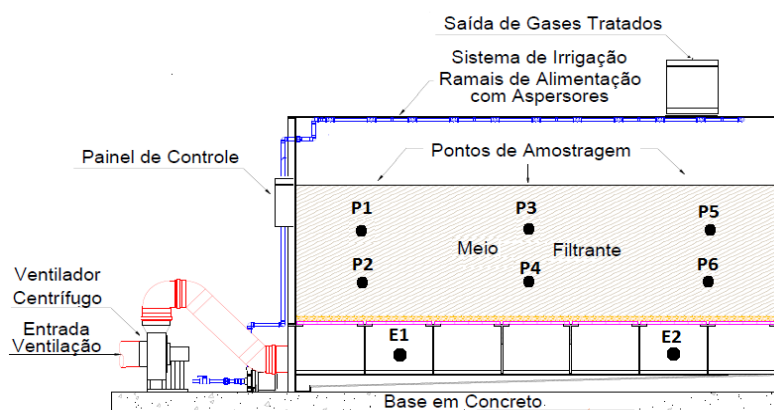 Saída de Gases Tratados
Sistema de Irrigação
Ramais de Alimentação
com Aspersores
Painel de Controle
Pontos de Amostragem
P1
P3
P5
Meio
Filtrante
P2
P4
P6
Ventilador
Centrífugo
Entrada
Ventilação
E1
E2
Base em Concreto